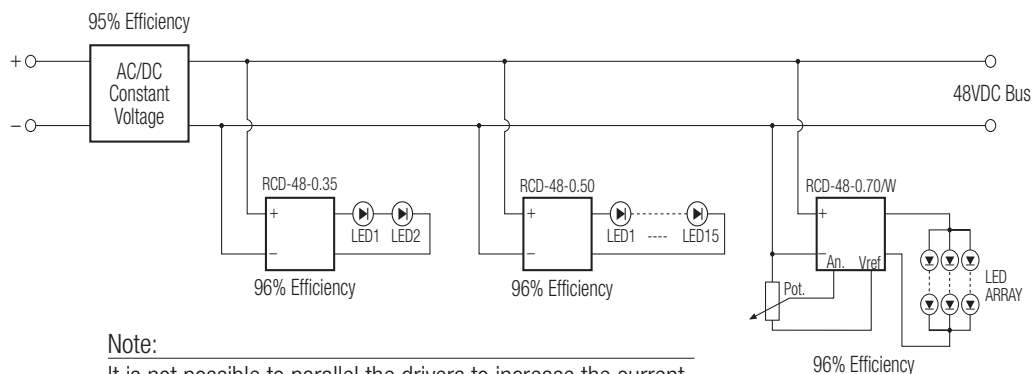 95% Efficiency
+
AC/DC
Constant
Voltage
48VDC Bus
–
RCD-48-0.35
+
–
LED1 LED2
96% Efficiency
RCD-48-0.50
+
–
LED1 ---- LED15
96% Efficiency
RCD-48-0.70/W
+
–
An. Vref
Pot.
LED
ARRAY
96% Efficiency
Note:
It is not possible to parallel the drivers to increase the current.